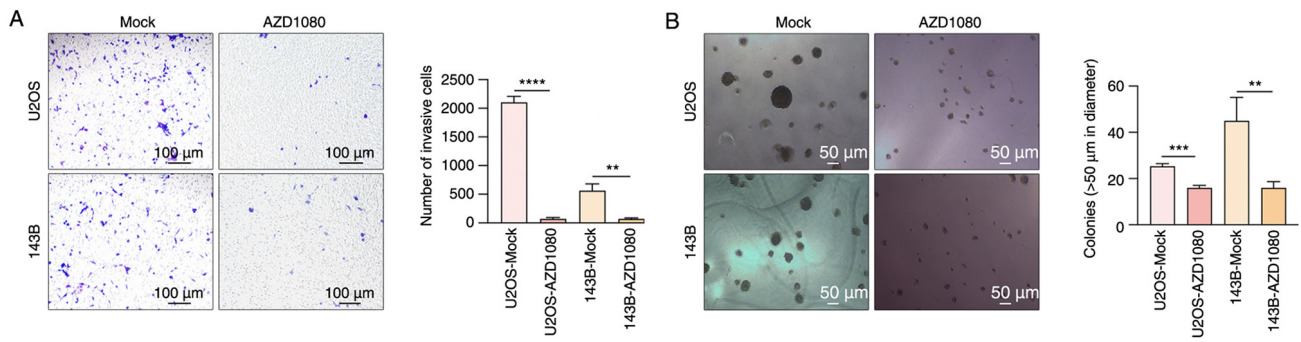 A
Mock
AZD1080
U2OS
100 µm
100 µm
143B
100 µm
100 µm
Number of invasive cells
2500
2000
1500
1000
500
0
****
**
U2OS-Mock
U2OS-AZD1080
143B-Mock
143B-AZD1080
B
Mock
AZD1080
U2OS
50 µm
50 µm
143B
50 µm
50 µm
Colonies (>50 µm in diameter)
60
40
20
0
***
**
U2OS-Mock
U2OS-AZD1080
143B-Mock
143B-AZD1080